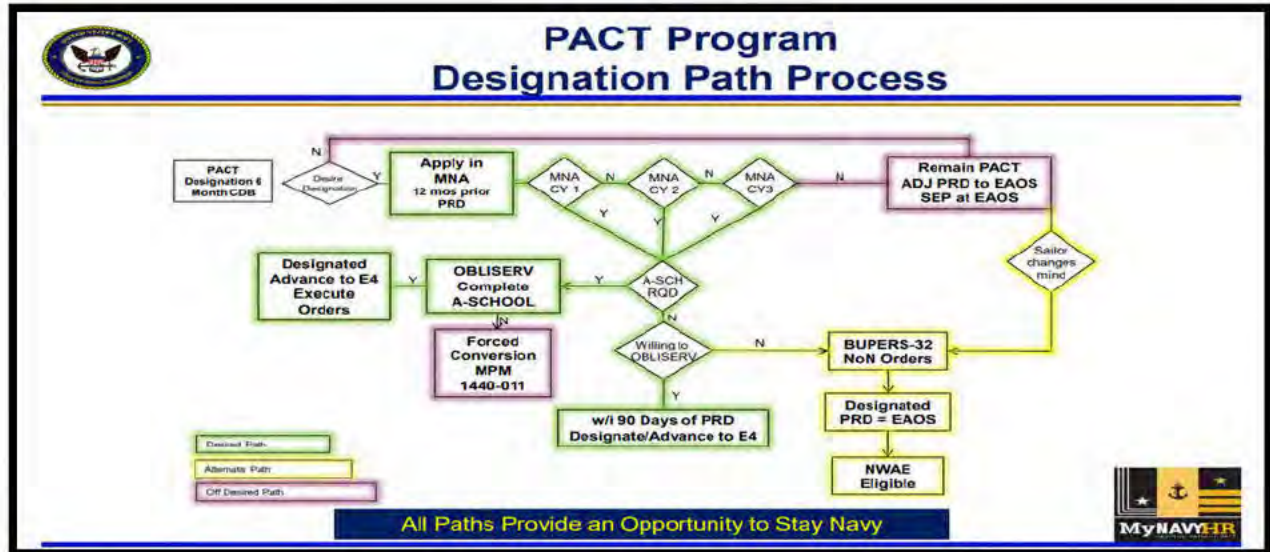 PACT Program
Designation Path Process
PACT
Designation 6
Month CDB
Desire
Designation
N
Y
Apply in
MNA
12 mos prior
PRD
MNA
CY 1
N
MNA
CY 2
N
MNA
CY3
N
Remain PACT
ADJ PRD to EAOS
SEP at EAOS
Y
Y
Y
Sailor
changes
mind
Designated
Advance to E4
Execute
Orders
Y
OBLISERV
Complete
A-SCHOOL
Y
A-SCH
RQD
N
N
Forced
Conversion
MPM
1440-011
Willing to
OBLISERV
N
BUPERS-32
NoN Orders
Y
w/i 90 Days of PRD
Designate/Advance to E4
Designated
PRD = EAOS
NWAE
Eligible
Desired Path
Alternate Path
Off Desired Path
All Paths Provide an Opportunity to Stay Navy
MyNAVYHR